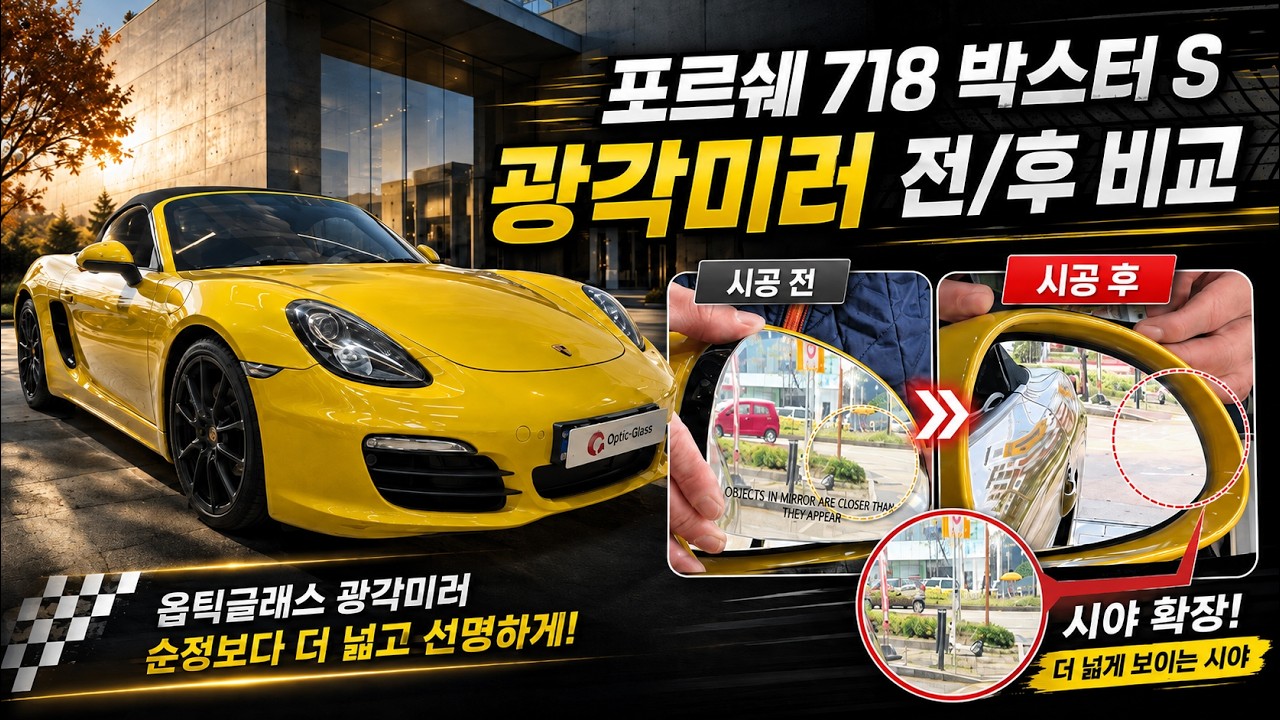 포르쉐 718 박스터 S
광각미러 전/후 비교
시공 전
시공 후
OBJECTS IN MIRROR ARE CLOSER THAN
THEY APPEAR
Optic-Glass
옵틱글래스 광각미러
순정보다 더 넓고 선명하게!
시야 확장!
더 넓게 보이는 시야